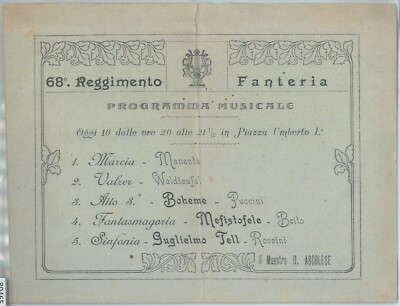 68º. Reggimento Fanteria
PROGRAMMA MUSICALE
Oggi 10 dalle ore 20 alle 21½ in Piazza Umberto Iº
1. Marcia - Manente
2. Valzer - Waldteufel
3. Atto 3.º - Boheme - Puccini
4. Fantasmagoria - Mefistofele - Boito
5. Sinfonia - Guglielmo Tell - Rossini
Il Maestro D. ASCOLESE